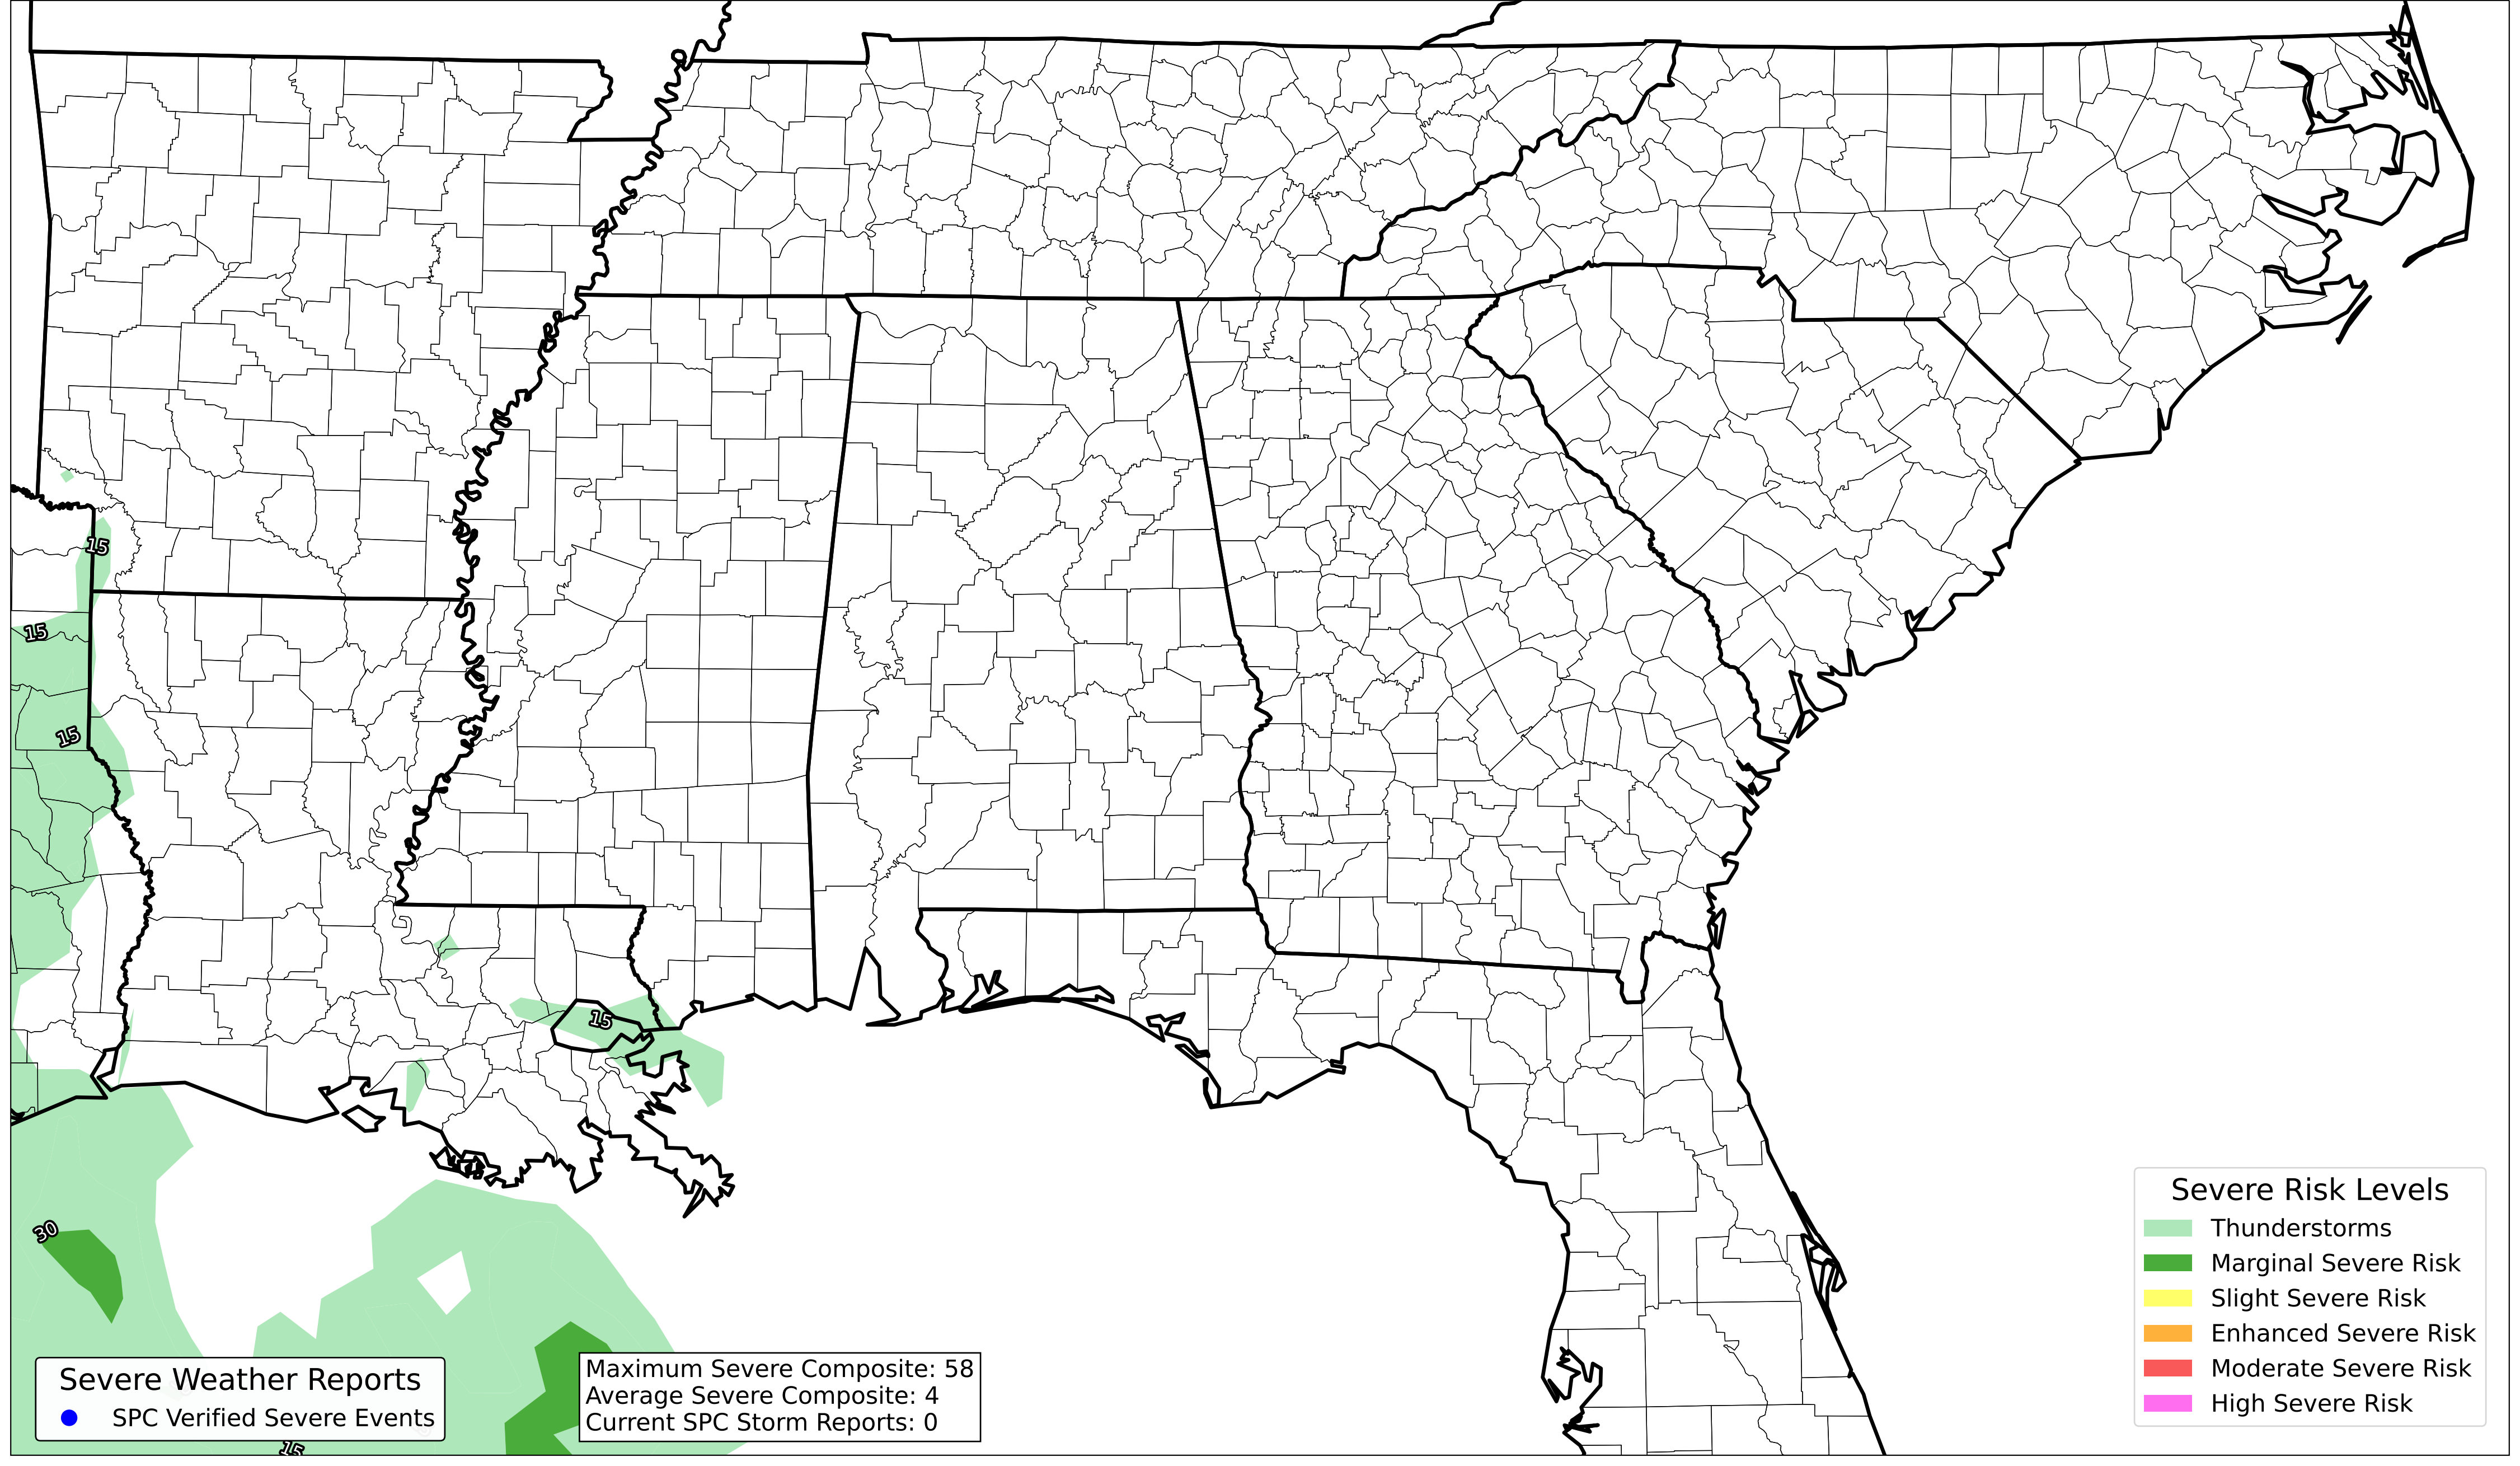 15
15
15
15
30
15
Severe Weather Reports
SPC Verified Severe Events
Maximum Severe Composite: 58
Average Severe Composite: 4
Current SPC Storm Reports: 0
Severe Risk Levels
Thunderstorms
Marginal Severe Risk
Slight Severe Risk
Enhanced Severe Risk
Moderate Severe Risk
High Severe Risk